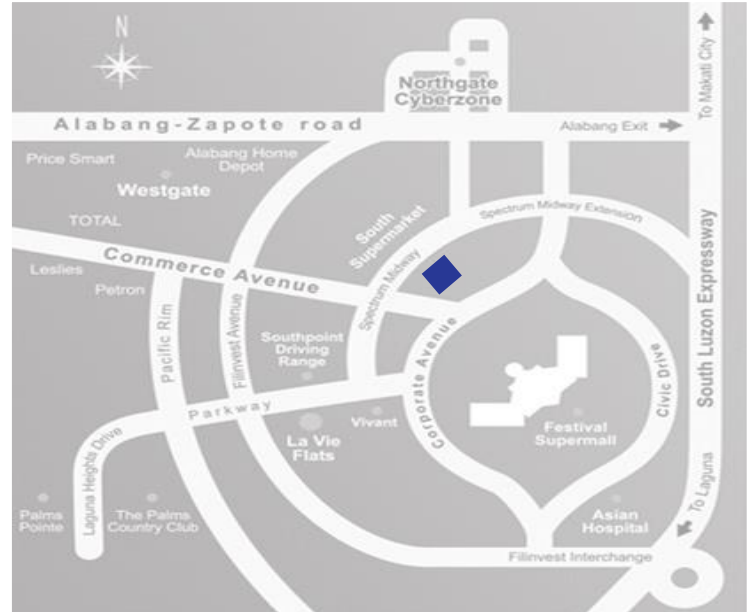 N
To Makati City
Northgate
Cyberzone
Alabang-Zapote road
Alabang Exit
Price Smart
Alabang Home
Depot
Westgate
TOTAL
South
Supermarket
Spectrum Midway Extension
Commerce Avenue
Spectrum Midway
Leslies
Petron
Pacific Rim
Filinvest Avenue
Southpoint
Driving
Range
Corporate Avenue
Civic Drive
South Luzon Expressway
Parkway
Vivant
La Vie
Flats
Festival
Supermall
Laguna Heights Drive
To Laguna
Palms
Pointe
The Palms
Country Club
Asian
Hospital
Filinvest Interchange